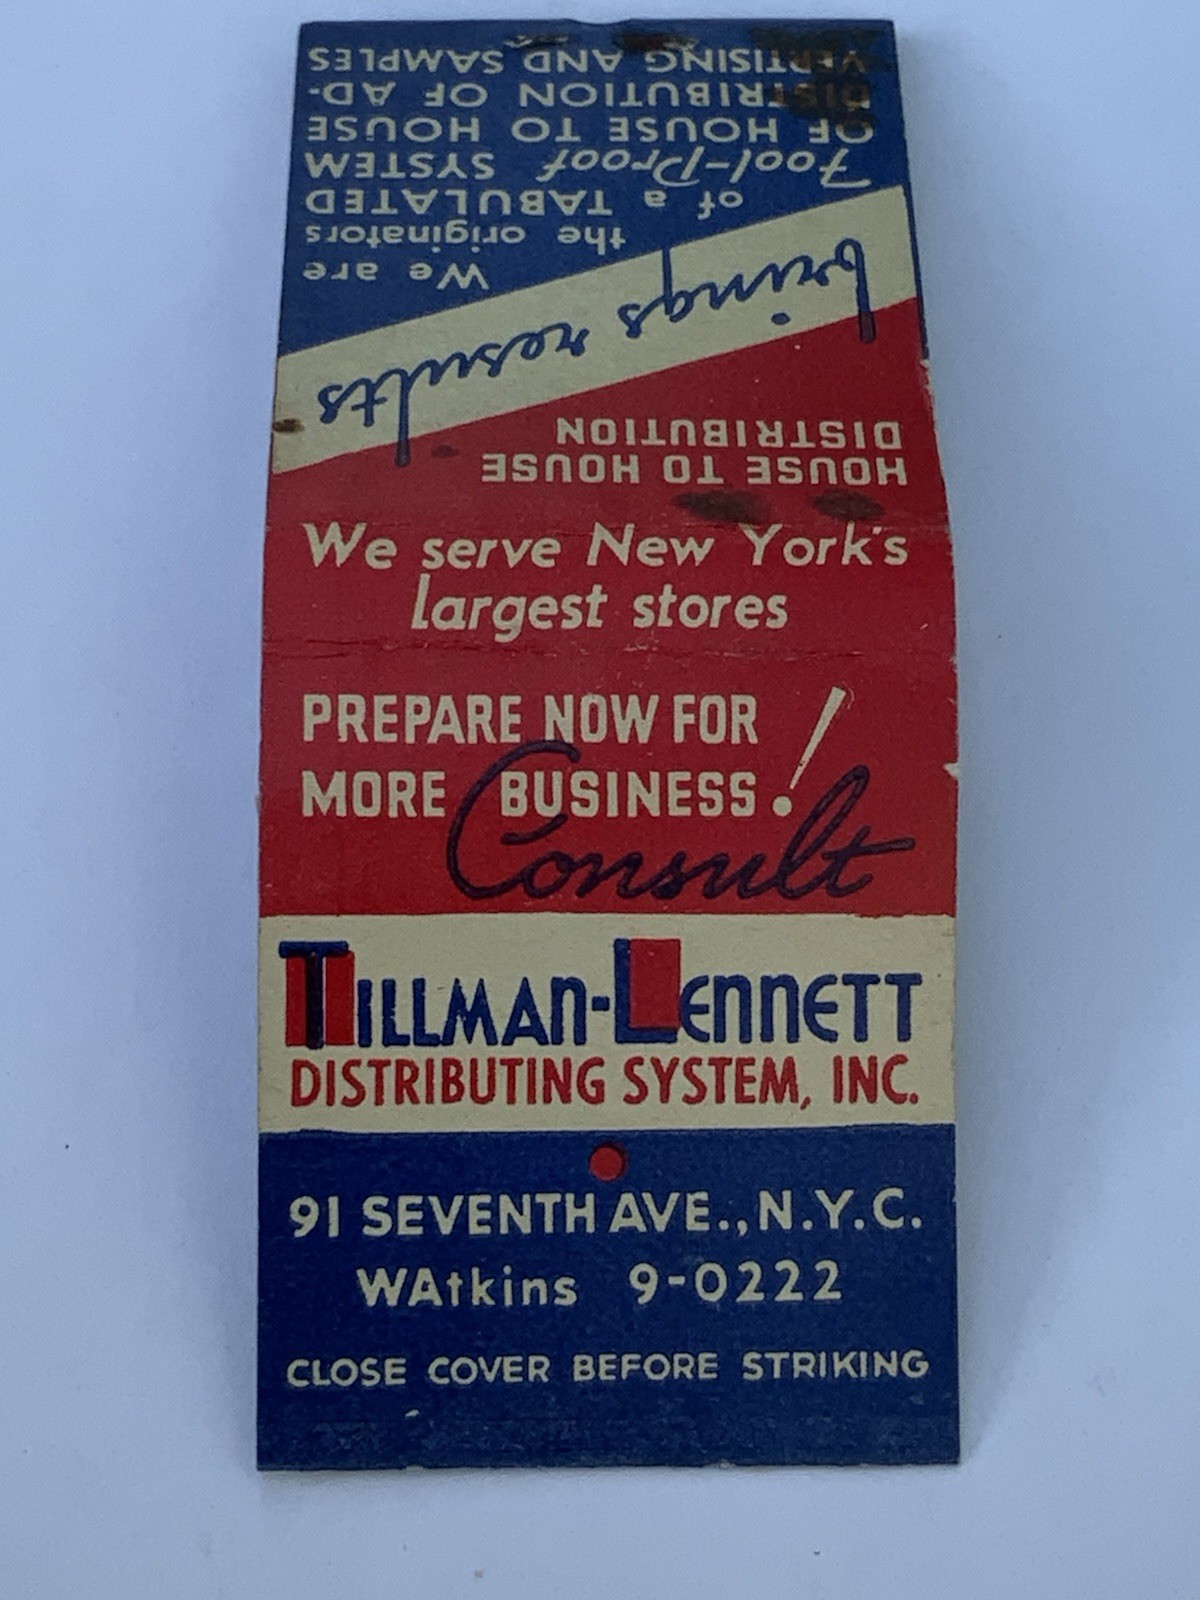 We serve New York's
largest stores
PREPARE NOW FOR
MORE BUSINESS!
Consult
TILLMAN-LENNETT
DISTRIBUTING SYSTEM, INC.
91 SEVENTH AVE., N.Y.C.
WAtkins 9-0222
CLOSE COVER BEFORE STRIKING
HOUSE TO HOUSE
DISTRIBUTION
brings results
We are
the originators
of a TABULATED
Fool-Proof SYSTEM
OF HOUSE TO HOUSE
DISTRIBUTION OF AD-
VERTISING AND SAMPLES